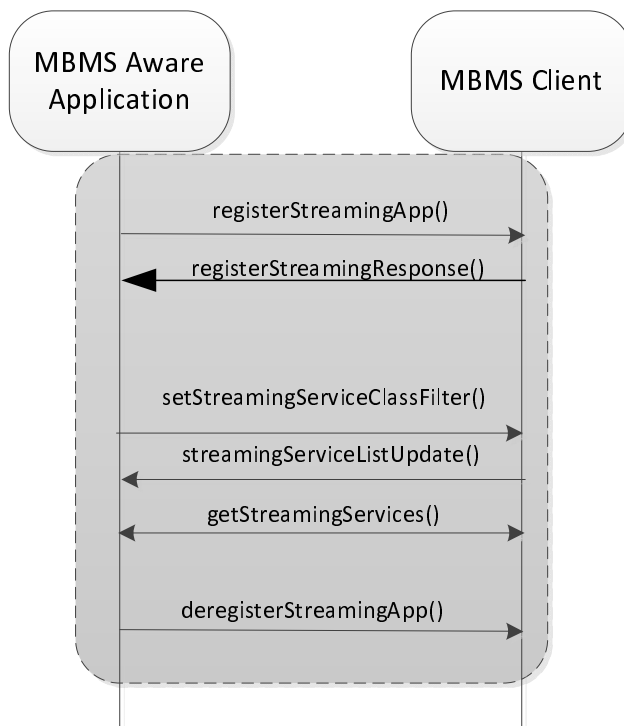 MBMS Aware
Application
MBMS Client
registerStreamingApp()
registerStreamingResponse()
setStreamingServiceClassFilter()
streamingServiceListUpdate()
getStreamingServices()
deregisterStreamingApp()